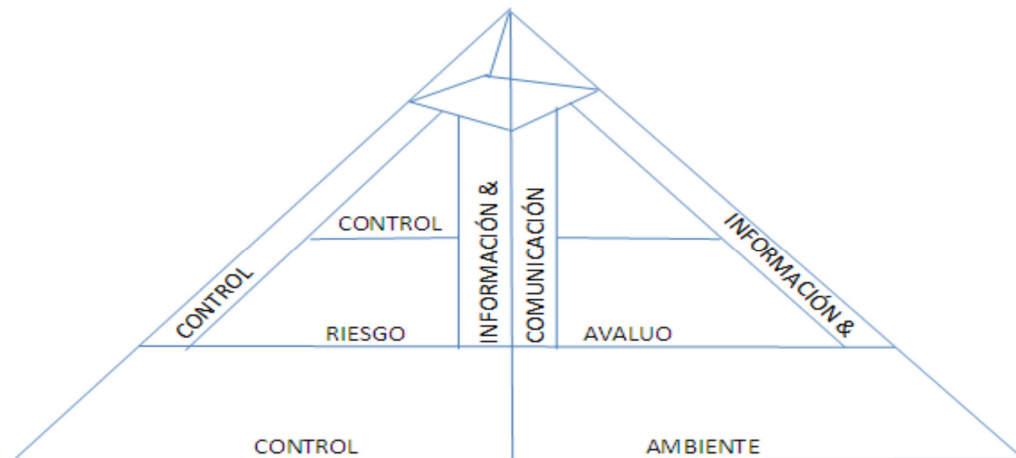 CONTROL
CONTROL
INFORMACIÓN &
COMUNICACIÓN
INFORMACIÓN &
RIESGO
AVALUO
CONTROL
AMBIENTE